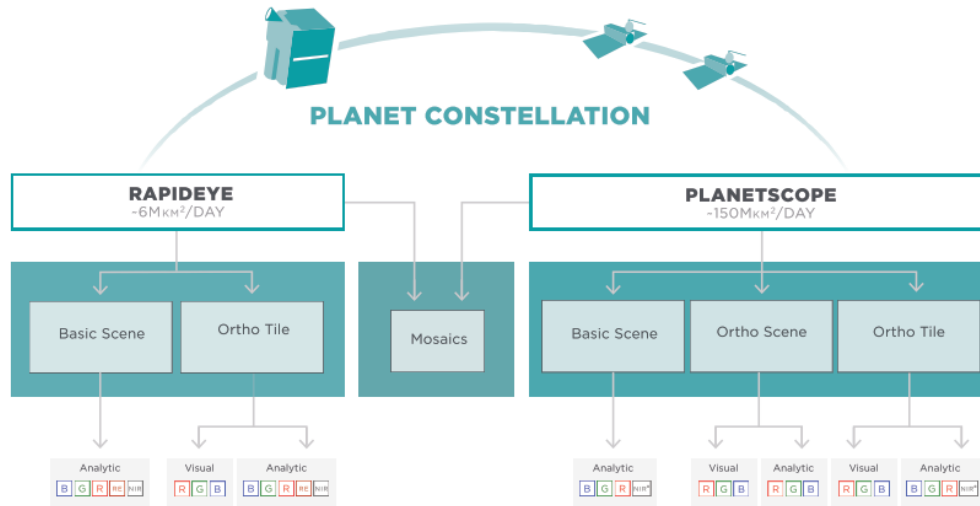 PLANET CONSTELLATION
RAPIDEYE
~6MKM²/DAY
PLANETSCOPE
~150MKM²/DAY
Basic Scene
Ortho Tile
Mosaics
Basic Scene
Ortho Scene
Ortho Tile
Analytic
B G R RE NIR
Visual
R G B
Analytic
B G R RE NIR
Analytic
B G R NIR*
Visual
R G B
Analytic
R G B
Visual
R G B
Analytic
B G R NIR*